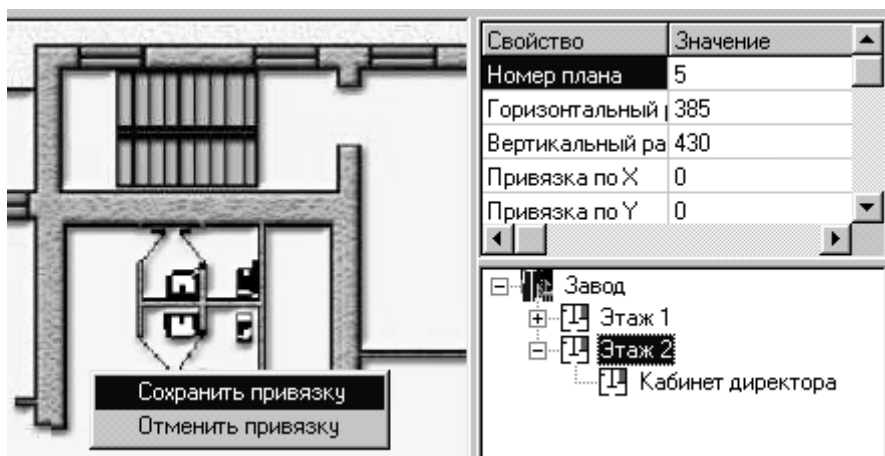 Свойство Значение
Номер плана 5
Горизонтальный р 385
Вертикальный ра 430
Привязка по X 0
Привязка по Y 0
Завод
Этаж 1
Этаж 2
Кабинет директора
Сохранить привязку
Отменить привязку